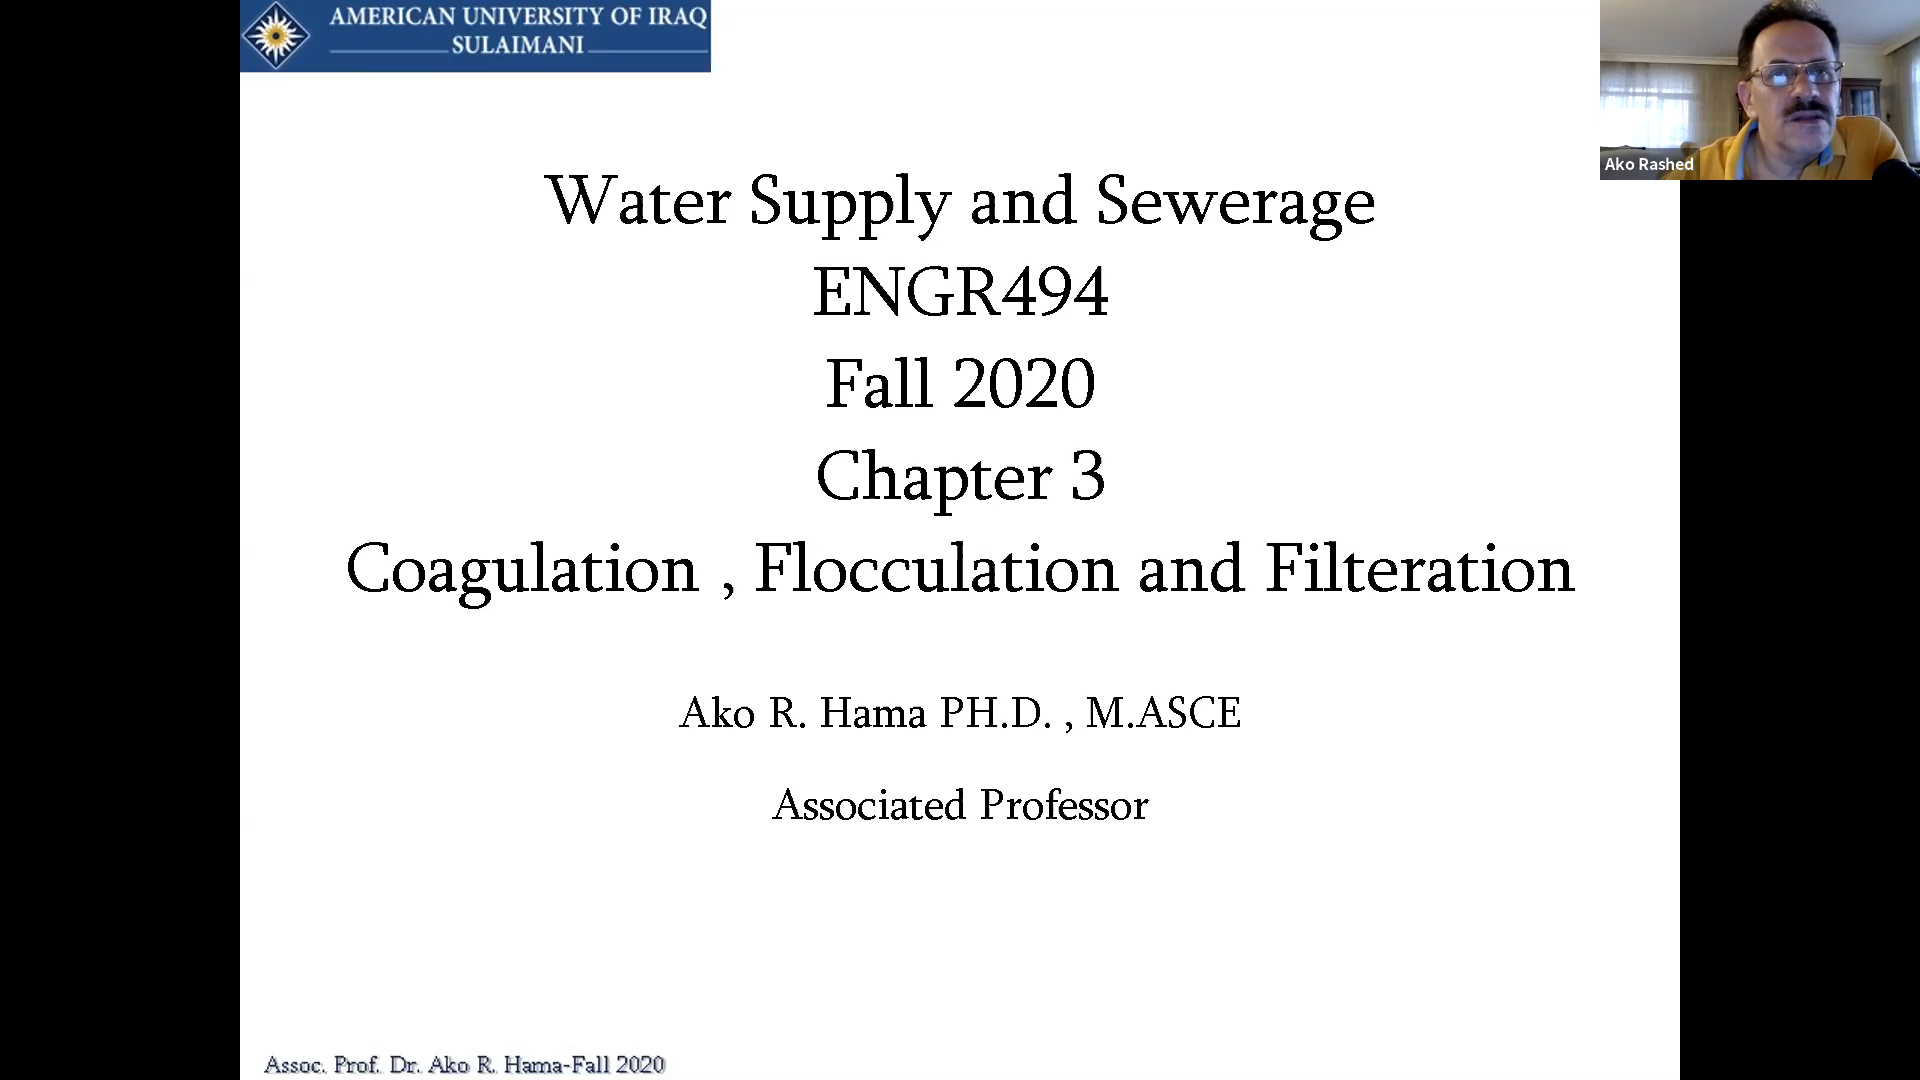 AMERICAN UNIVERSITY OF IRAQ
SULAIMANI
Ako Rashed
Water Supply and Sewerage
ENGR494
Fall 2020
Chapter 3
Coagulation , Flocculation and Filteration
Ako R. Hama PH.D. , M.ASCE
Associated Professor
Assoc. Prof. Dr. Ako R. Hama-Fall 2020